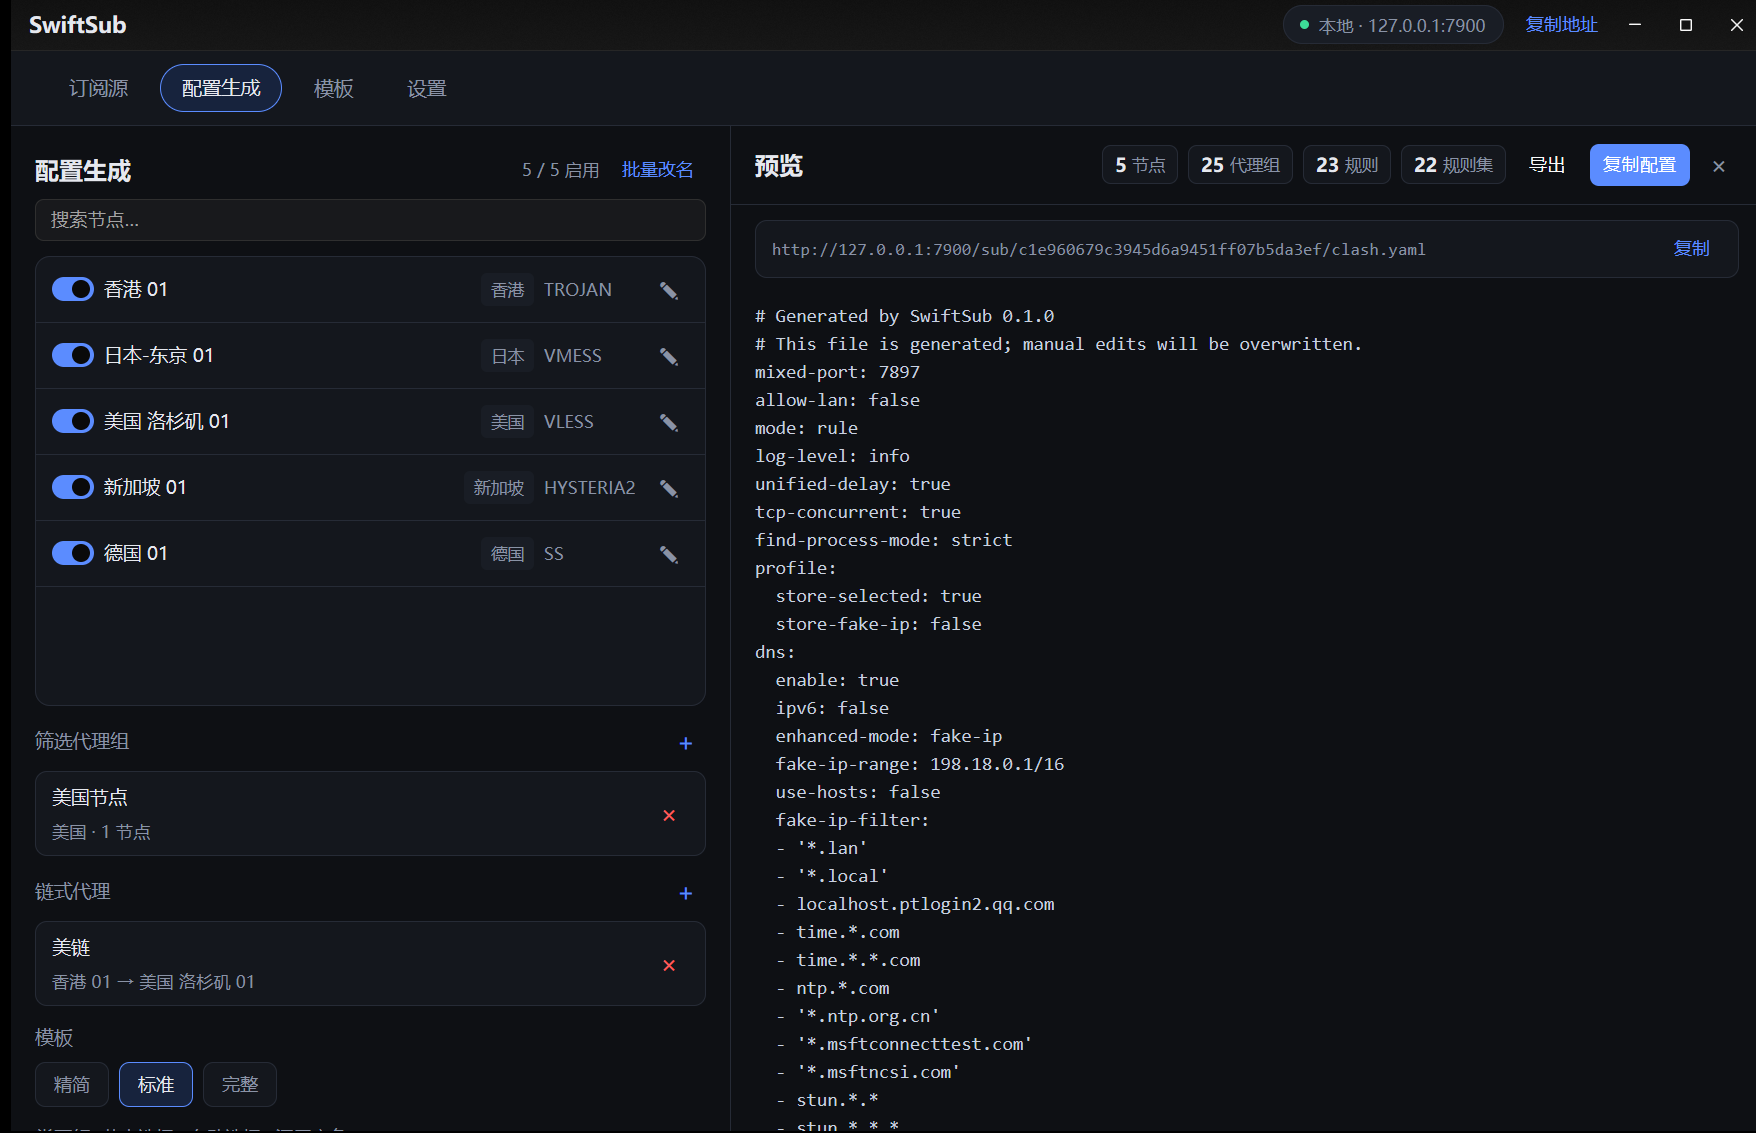 SwiftSub
本地 · 127.0.0.1:7900
复制地址
订阅源
配置生成
模板
设置
配置生成
5 / 5 启用
批量改名
搜索节点...
香港 01
香港
TROJAN
日本-东京 01
日本
VMESS
美国 洛杉矶 01
美国
VLESS
新加坡 01
新加坡
HYSTERIA2
德国 01
德国
SS
筛选代理组
+
美国节点
美国 · 1 节点
链式代理
+
美链
香港 01 → 美国 洛杉矶 01
模板
精简
标准
完整
预览
5 节点
25 代理组
23 规则
22 规则集
导出
复制配置
http://127.0.0.1:7900/sub/c1e960679c3945d6a9451ff07b5da3ef/clash.yaml
复制
# Generated by SwiftSub 0.1.0
# This file is generated; manual edits will be overwritten.
mixed-port: 7897
allow-lan: false
mode: rule
log-level: info
unified-delay: true
tcp-concurrent: true
find-process-mode: strict
profile:
  store-selected: true
  store-fake-ip: false
dns:
  enable: true
  ipv6: false
  enhanced-mode: fake-ip
  fake-ip-range: 198.18.0.1/16
  use-hosts: false
  fake-ip-filter:
  - '*.lan'
  - '*.local'
  - localhost.ptlogin2.qq.com
  - time.*.com
  - time.*.*.com
  - ntp.*.com
  - '*.ntp.org.cn'
  - '*.msftconnecttest.com'
  - '*.msftncsi.com'
  - stun.*.*
  - stun.*.*.*